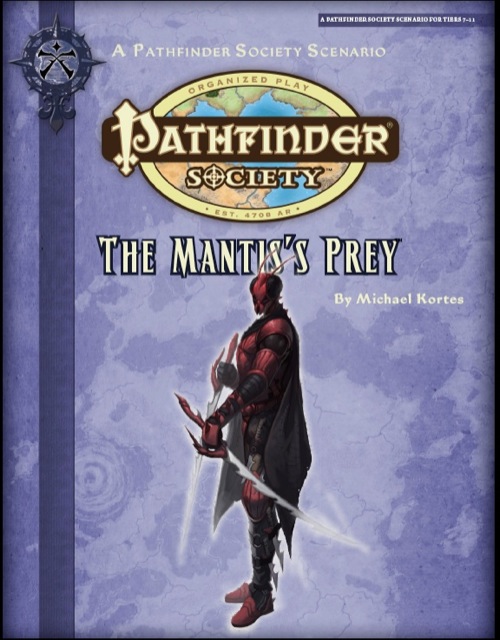 A PATHFINDER SOCIETY SCENARIO FOR TIERS 7-11
A PATHFINDER SOCIETY SCENARIO
ORGANIZED PLAY
PATHFINDER®
SOCIETY™
• EST. 4708 AR •
THE MANTIS'S PREY
By Michael Kortes